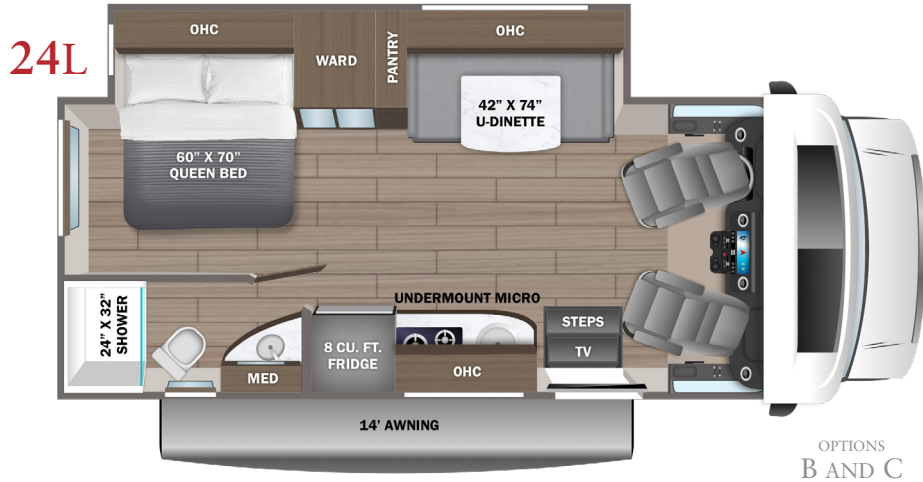 24L
OHC
WARD
PANTRY
OHC
42” X 74”
U-DINETTE
60” X 70”
QUEEN BED
UNDERMOUNT MICRO
24” X 32”
SHOWER
STEPS
TV
8 CU. FT.
FRIDGE
MED
OHC
14’ AWNING
OPTIONS
B AND C